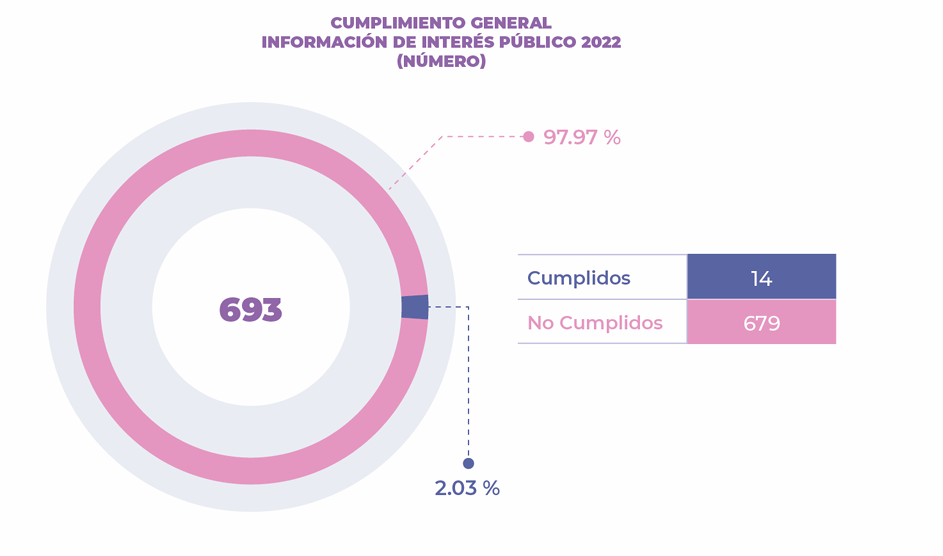 CUMPLIMIENTO GENERAL
INFORMACIÓN DE INTERÉS PÚBLICO 2022
(NÚMERO)
97.97 %
693
Cumplidos 14
No Cumplidos 679
2.03 %